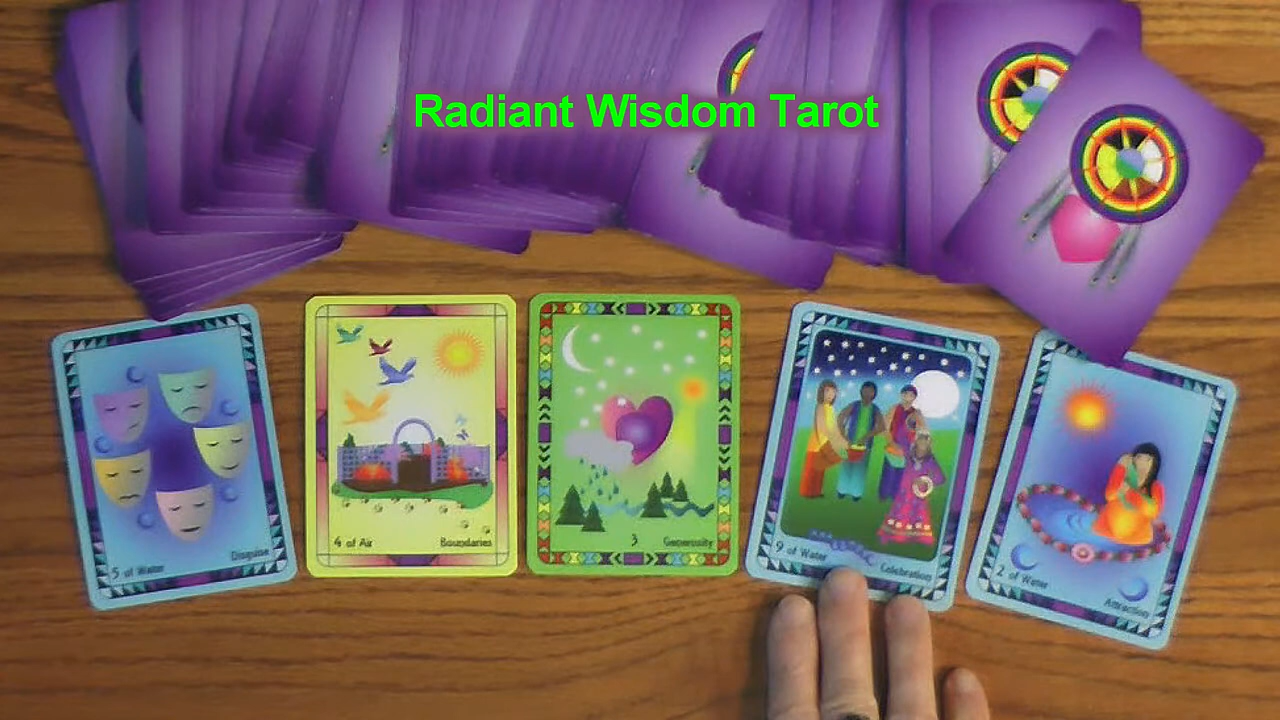 Radiant Wisdom Tarot
5 of Water
Disguise
4 of Air
Boundaries
3
Generosity
9 of Water
Celebration
2 of Water
Attraction